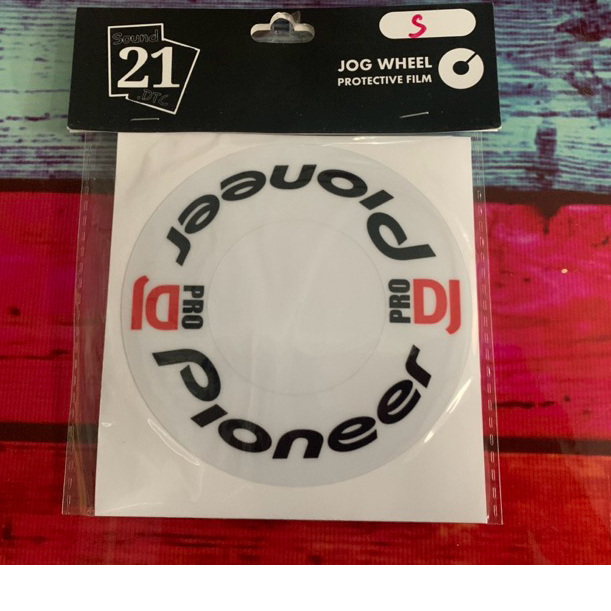 Sound
21
.DTC
S
JOG WHEEL
PROTECTIVE FILM
Pioneer
PRO DJ
PRO DJ
Pioneer